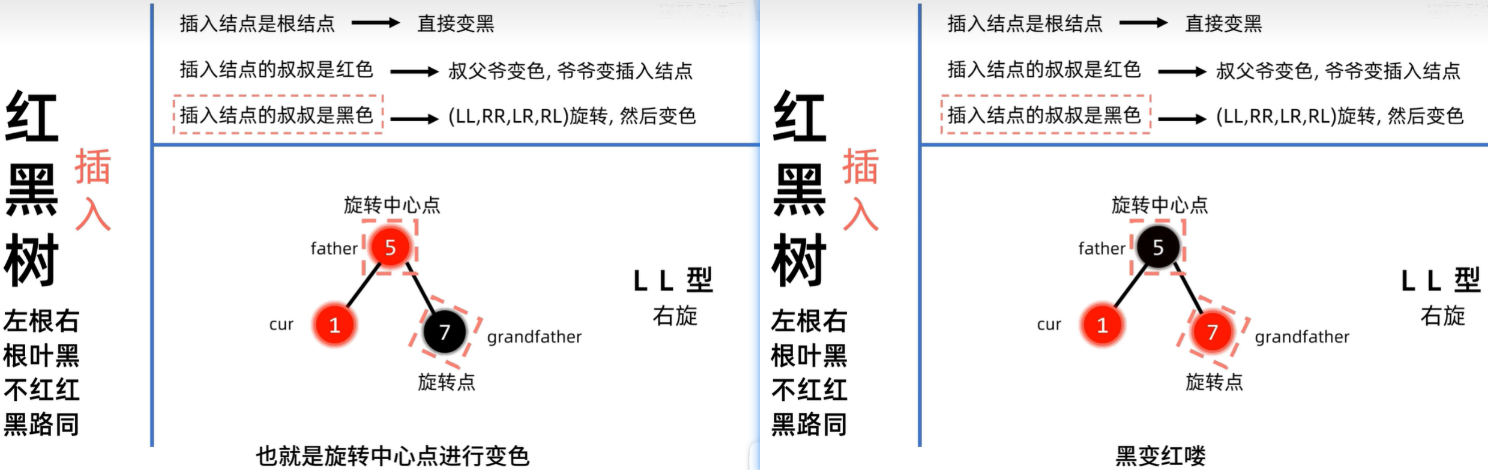 红黑树
插入
左根右
根叶黑
不红红
黑路同
插入结点是根结点 直接变黑
插入结点的叔叔是红色 叔父爷变色, 爷爷变插入结点
插入结点的叔叔是黑色 (LL,RR,LR,RL)旋转, 然后变色
旋转中心点
father 5
cur 1
7 grandfather
旋转点
LL型
右旋
也就是旋转中心点进行变色
红黑树
插入
左根右
根叶黑
不红红
黑路同
插入结点是根结点 直接变黑
插入结点的叔叔是红色 叔父爷变色, 爷爷变插入结点
插入结点的叔叔是黑色 (LL,RR,LR,RL)旋转, 然后变色
旋转中心点
father 5
cur 1
7 grandfather
旋转点
LL型
右旋
黑变红喽